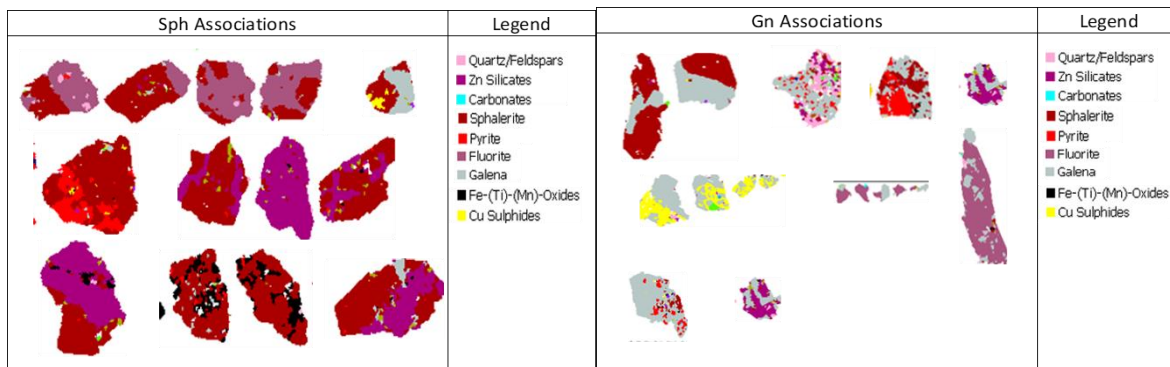 Sph Associations
Legend
Quartz/Feldspars
Zn Silicates
Carbonates
Sphalerite
Pyrite
Fluorite
Galena
Fe-(Ti)-(Mn)-Oxides
Cu Sulphides
Gn Associations
Legend
Quartz/Feldspars
Zn Silicates
Carbonates
Sphalerite
Pyrite
Fluorite
Galena
Fe-(Ti)-(Mn)-Oxides
Cu Sulphides